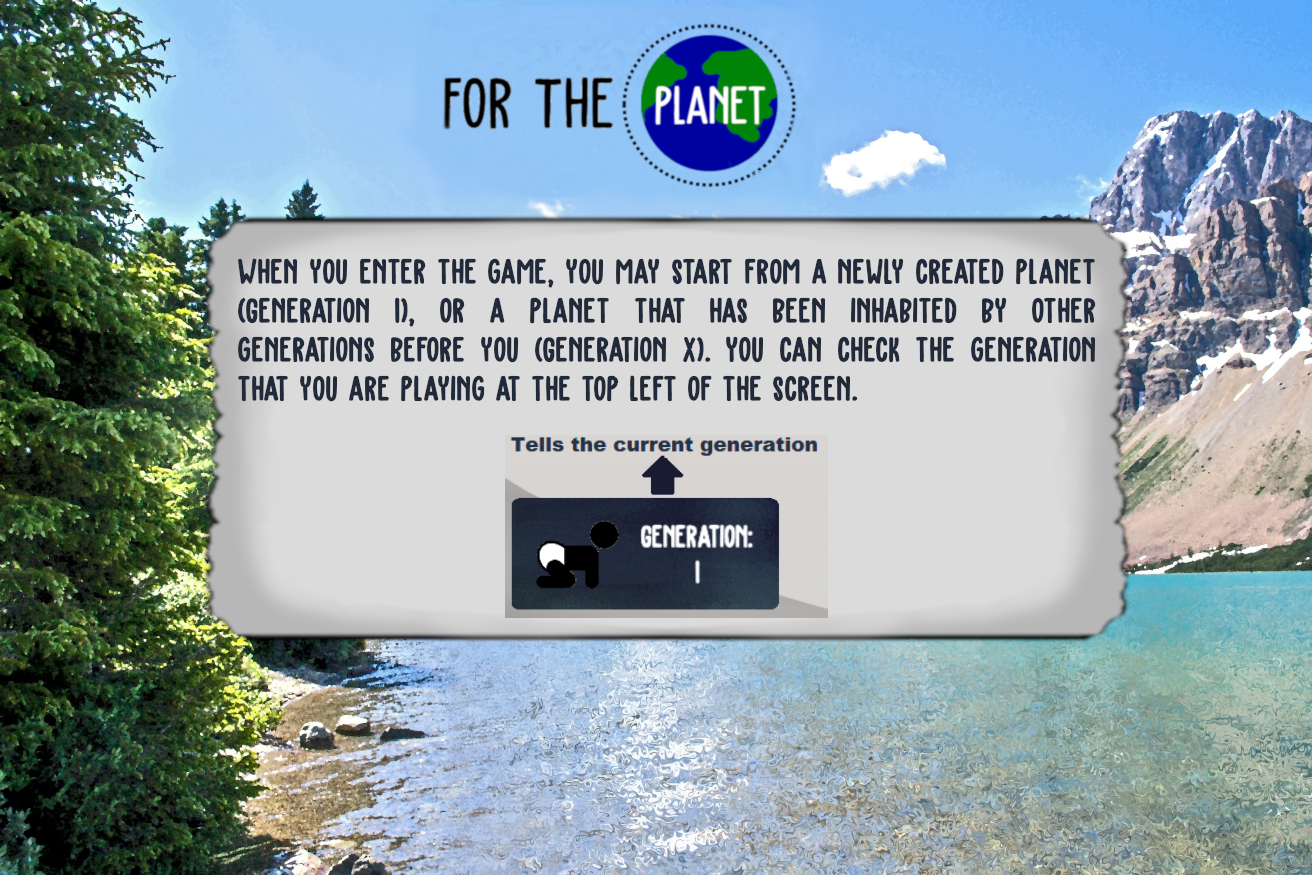 FOR THE PLANET
WHEN YOU ENTER THE GAME, YOU MAY START FROM A NEWLY CREATED PLANET
(GENERATION 1), OR A PLANET THAT HAS BEEN INHABITED BY OTHER
GENERATIONS BEFORE YOU (GENERATION X). YOU CAN CHECK THE GENERATION
THAT YOU ARE PLAYING AT THE TOP LEFT OF THE SCREEN.
Tells the current generation
GENERATION:
1